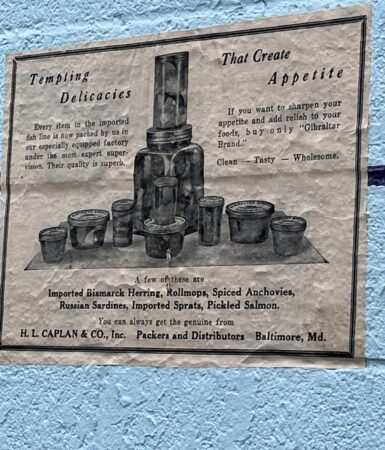 Tempting
Delicacies
Every item in the imported
fish line is now packed by us in
our especially equipped factory
under the most expert super-
vision. Their quality is superb.
That Create
Appetite
If you want to sharpen your
appetite and add relish to your
foods, buy only "Gibraltar
Brand."
Clean — Tasty — Wholesome.
A few of these are
Imported Bismarck Herring, Rollmops, Spiced Anchovies,
Russian Sardines, Imported Sprats, Pickled Salmon.
You can always get the genuine from
H. L. CAPLAN & CO., Inc. Packers and Distributors Baltimore, Md.